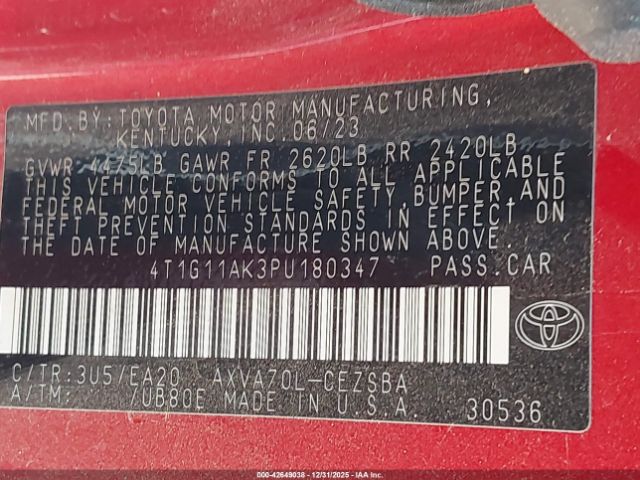 MFD. BY: TOYOTA MOTOR MANUFACTURING,
KENTUCKY, INC. 06/23
GVWR 4475LB GAWR FR 2620LB RR 2420LB
THIS VEHICLE CONFORMS TO ALL APPLICABLE
FEDERAL MOTOR VEHICLE SAFETY, BUMPER, AND
THEFT PREVENTION STANDARDS IN EFFECT ON
THE DATE OF MANUFACTURE SHOWN ABOVE.
4T1G11AK3PU180347 PASS.CAR
C/TR:3U5/EA20 AXVA70L-CEZSBA
A/TM: /UB80E MADE IN U.S.A. 30536
000-42649038 - 12/31/2025 - IAA Inc.